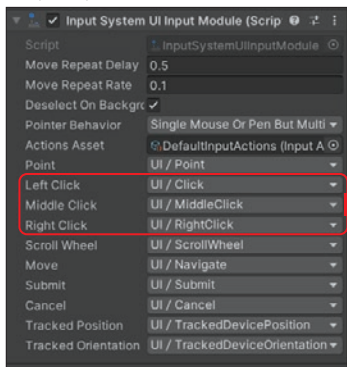 Input System UI Input Module (Scrip
Script InputSystemUIInputModule
Move Repeat Delay 0.5
Move Repeat Rate 0.1
Deselect On Backgro
Pointer Behavior Single Mouse Or Pen But Multi
Actions Asset DefaultInputActions (Input A
Point UI / Point
Left Click UI / Click
Middle Click UI / MiddleClick
Right Click UI / RightClick
Scroll Wheel UI / ScrollWheel
Move UI / Navigate
Submit UI / Submit
Cancel UI / Cancel
Tracked Position UI / TrackedDevicePosition
Tracked Orientation UI / TrackedDeviceOrientation